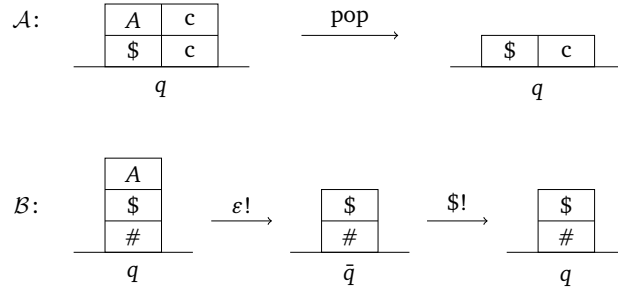 𝒜: A c pop
$ c $ c
q q
A
ℬ: $ ε! $ $! $
# # #
q q̄ q